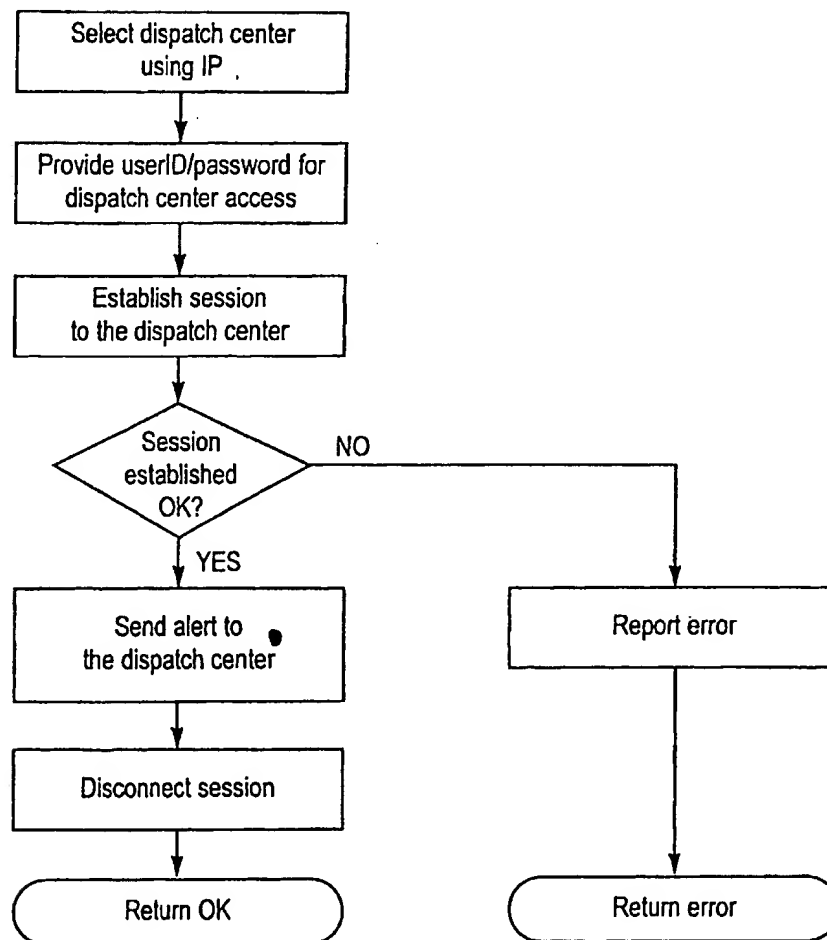 Select dispatch center
using IP
Provide userID/password for
dispatch center access
Establish session
to the dispatch center
Session
established
OK?
NO
YES
Send alert to
the dispatch center
Report error
Disconnect session
Return OK
Return error